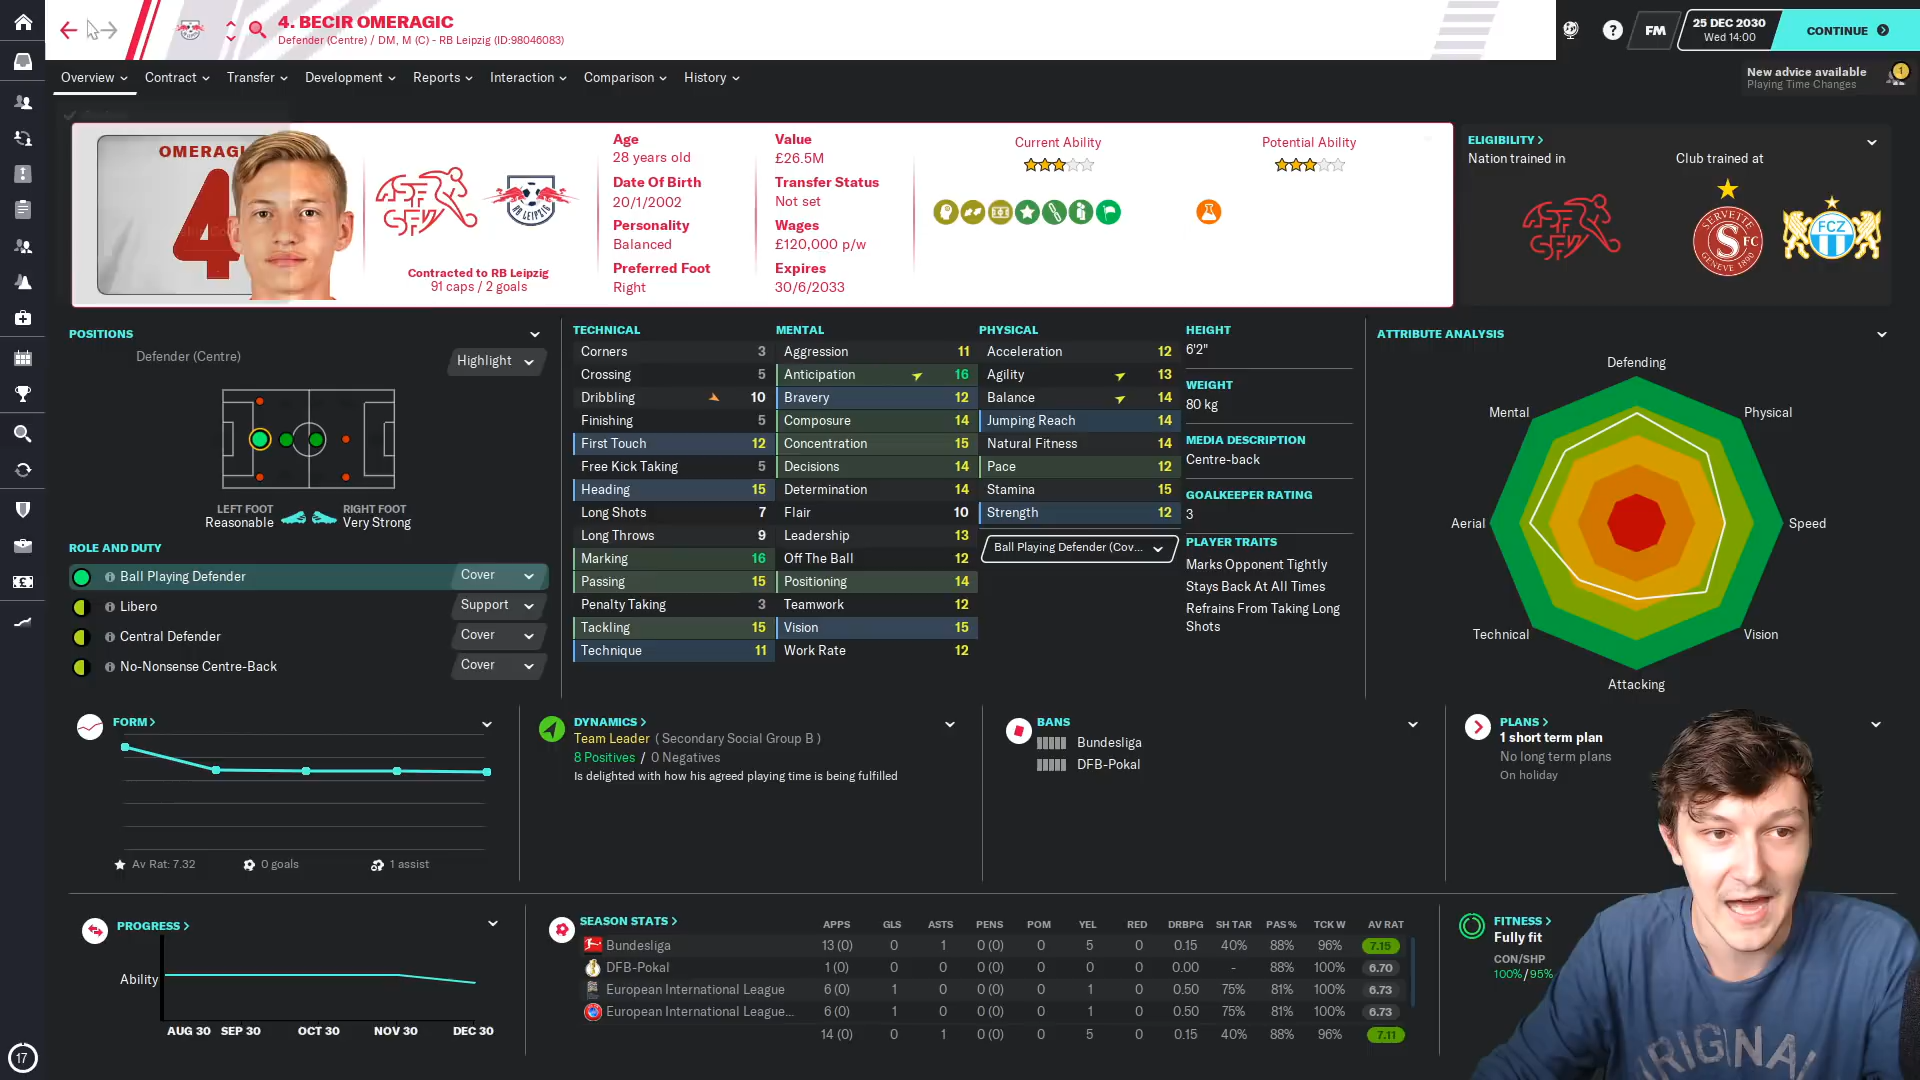 4. BECIR OMERAGIC
Defender (Centre) / DM, M (C) - RB Leipzig (ID:98046083)
FM
25 DEC 2030
Wed 14:00
CONTINUE
Overview
Contract
Transfer
Development
Reports
Interaction
Comparison
History
New advice available
Playing Time Changes
1
OMERAGI
4
RB LEIPZIG
Contracted to RB Leipzig
91 caps / 2 goals
Age
28 years old
Date Of Birth
20/1/2002
Personality
Balanced
Preferred Foot
Right
Value
£26.5M
Transfer Status
Not set
Wages
£120,000 p/w
Expires
30/6/2033
Current Ability
Potential Ability
ELIGIBILITY
Nation trained in
Club trained at
SERVETTE
FC
GENEVE 1890
FCZ
POSITIONS
Defender (Centre)
Highlight
LEFT FOOT
Reasonable
RIGHT FOOT
Very Strong
ROLE AND DUTY
Ball Playing Defender Cover
Libero Support
Central Defender Cover
No-Nonsense Centre-Back Cover
TECHNICAL
Corners 3
Crossing 5
Dribbling 10
Finishing 5
First Touch 12
Free Kick Taking 5
Heading 15
Long Shots 7
Long Throws 9
Marking 16
Passing 15
Penalty Taking 3
Tackling 15
Technique 11
MENTAL
Aggression 11
Anticipation 16
Bravery 12
Composure 14
Concentration 15
Decisions 14
Determination 14
Flair 10
Leadership 13
Off The Ball 12
Positioning 14
Teamwork 12
Vision 15
Work Rate 12
PHYSICAL
Acceleration 12
Agility 13
Balance 14
Jumping Reach 14
Natural Fitness 14
Pace 12
Stamina 15
Strength 12
Ball Playing Defender (Cov...
HEIGHT
6'2"
WEIGHT
80 kg
MEDIA DESCRIPTION
Centre-back
GOALKEEPER RATING
3
PLAYER TRAITS
Marks Opponent Tightly
Stays Back At All Times
Refrains From Taking Long
Shots
ATTRIBUTE ANALYSIS
Defending
Mental
Physical
Aerial
Speed
Technical
Vision
Attacking
FORM
Av Rat: 7.32
0 goals
1 assist
DYNAMICS
Team Leader ( Secondary Social Group B )
8 Positives / 0 Negatives
Is delighted with how his agreed playing time is being fulfilled
BANS
Bundesliga
DFB-Pokal
PLANS
1 short term plan
No long term plans
On holiday
PROGRESS
Ability
AUG 30 SEP 30 OCT 30 NOV 30 DEC 30
SEASON STATS APPS GLS ASTS PENS POM YEL RED DRBPG SH TAR PAS % TCK W AV RAT
Bundesliga 13 (0) 0 1 0 (0) 0 5 0 0.15 40% 88% 96% 7.15
DFB-Pokal 1 (0) 0 0 0 (0) 0 0 0 0.00 - 88% 100% 6.70
European International League 6 (0) 1 0 0 (0) 0 1 0 0.50 75% 81% 100% 6.73
European International League... 6 (0) 1 0 0 (0) 0 1 0 0.50 75% 81% 100% 6.73
14 (0) 0 1 0 (0) 0 5 0 0.15 40% 88% 96% 7.11
FITNESS
Fully fit
CON/SHP
100% / 95%
17
RIGINAL